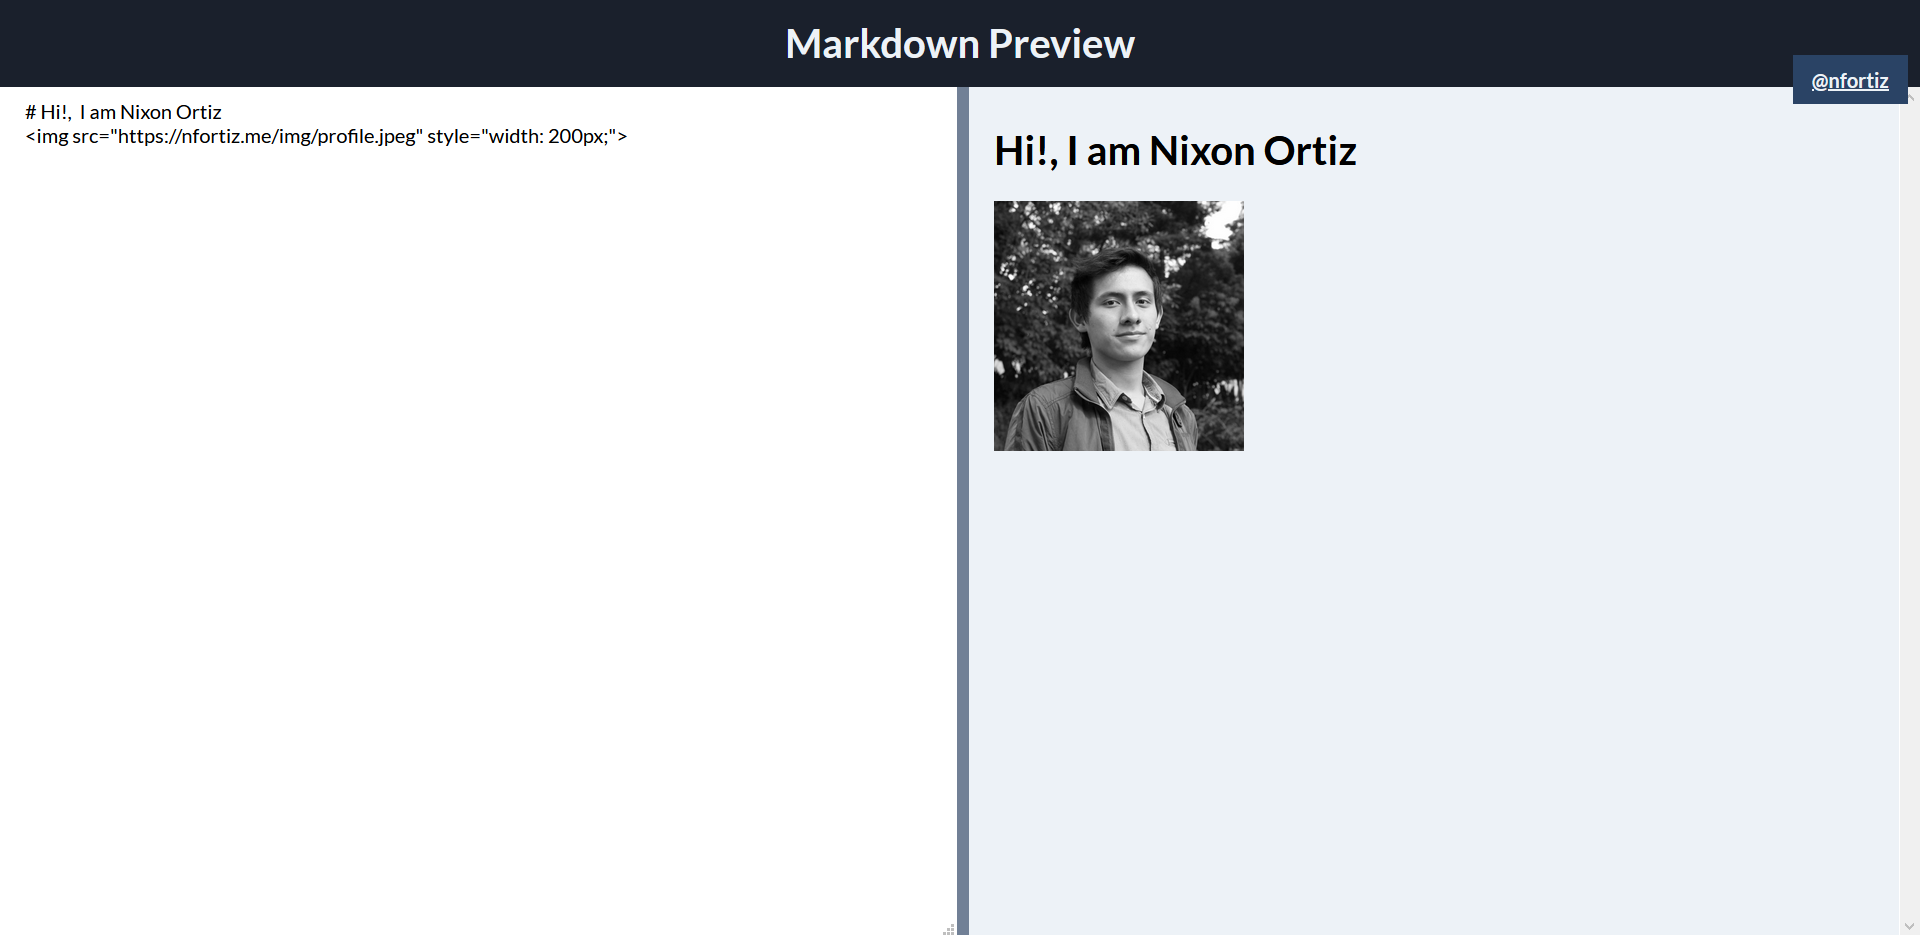 Markdown Preview
@nfortiz
# Hi!,  I am Nixon Ortiz
<img src="https://nfortiz.me/img/profile.jpeg" style="width: 200px;">
Hi!, I am Nixon Ortiz